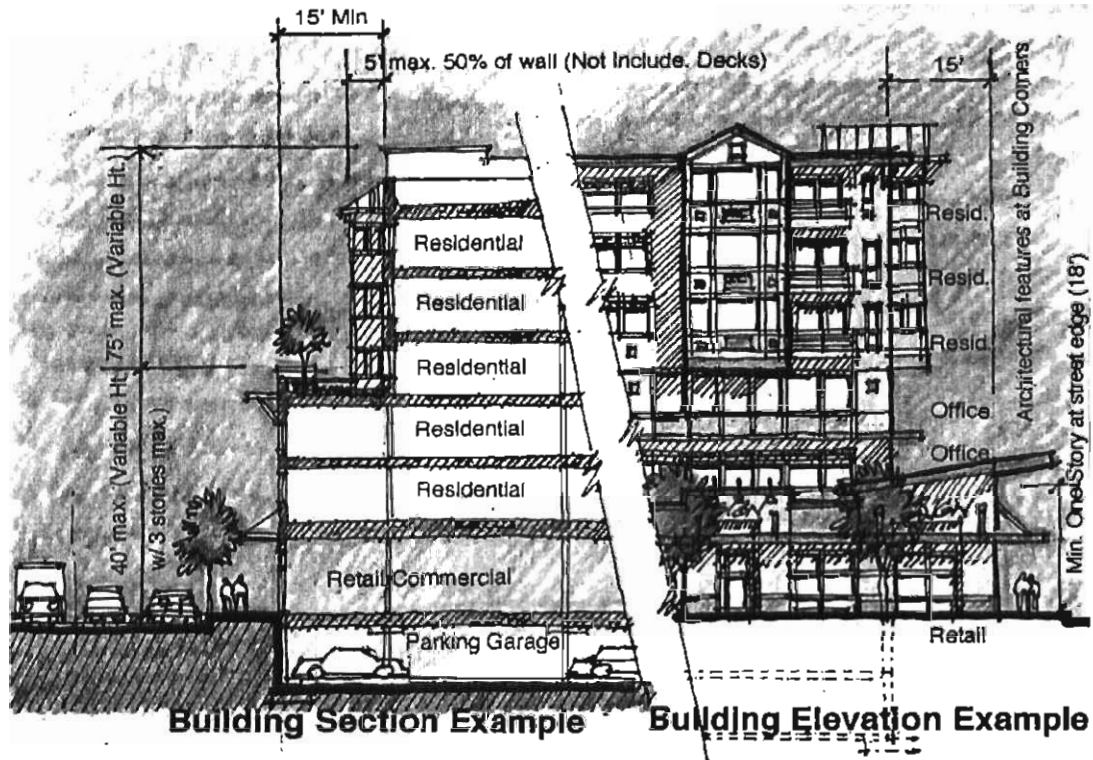 15' Min
5' max. 50% of wall (Not Include. Decks)
15'
Architectural features at Building Corners
75' max. (Variable Ht.)
40' max. (Variable Ht.
w/ 3 stories max.)
Residential
Residential
Residential
Residential
Residential
Retail Commercial
Parking Garage
Resid.
Resid.
Resid.
Office
Office
Retail
Min. One Story at street edge (18')
Building Section Example
Building Elevation Example